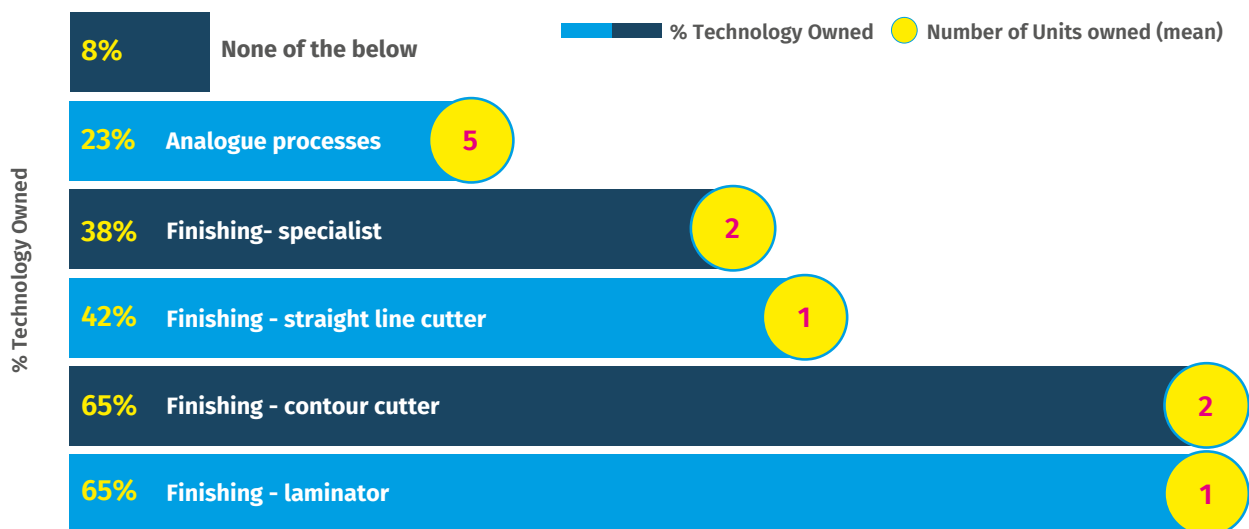 % Technology Owned
Number of Units owned (mean)
8% None of the below
23% Analogue processes 5
38% Finishing- specialist 2
42% Finishing - straight line cutter 1
65% Finishing - contour cutter 2
65% Finishing - laminator 1
% Technology Owned